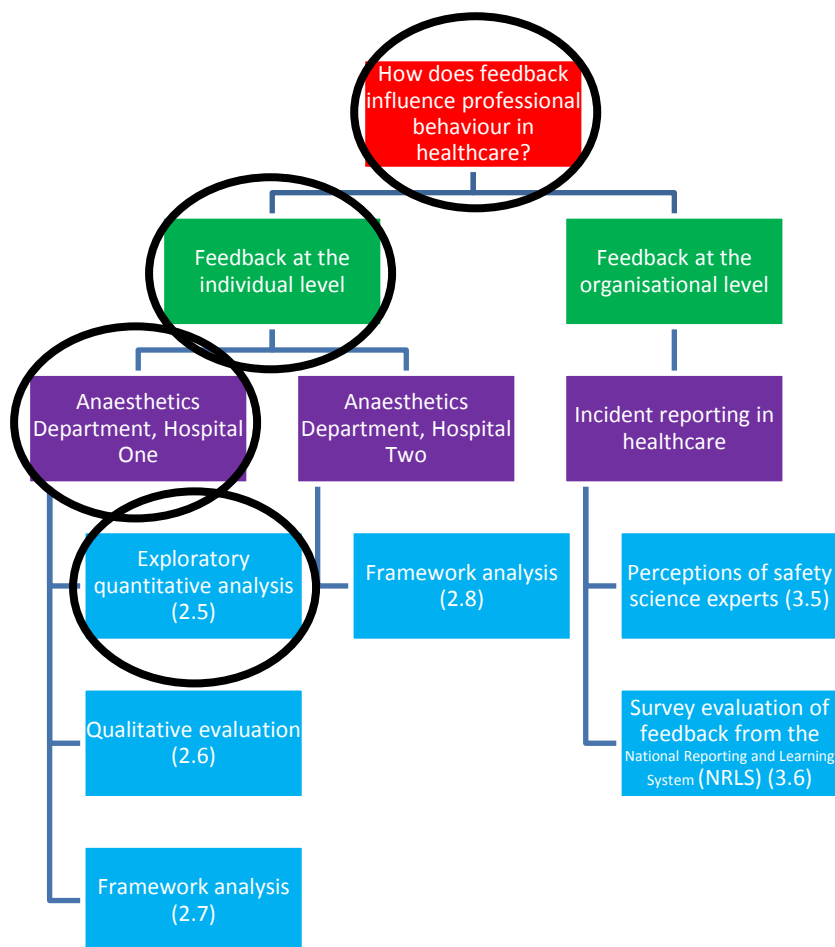 How does feedback
influence professional
behaviour in
healthcare?
Feedback at the
individual level
Feedback at the
organisational level
Anaesthetics
Department, Hospital
One
Anaesthetics
Department, Hospital
Two
Incident reporting in
healthcare
Exploratory
quantitative analysis
(2.5)
Framework analysis
(2.8)
Perceptions of safety
science experts (3.5)
Qualitative evaluation
(2.6)
Survey evaluation of
feedback from the
National Reporting and Learning
System (NRLS) (3.6)
Framework analysis
(2.7)